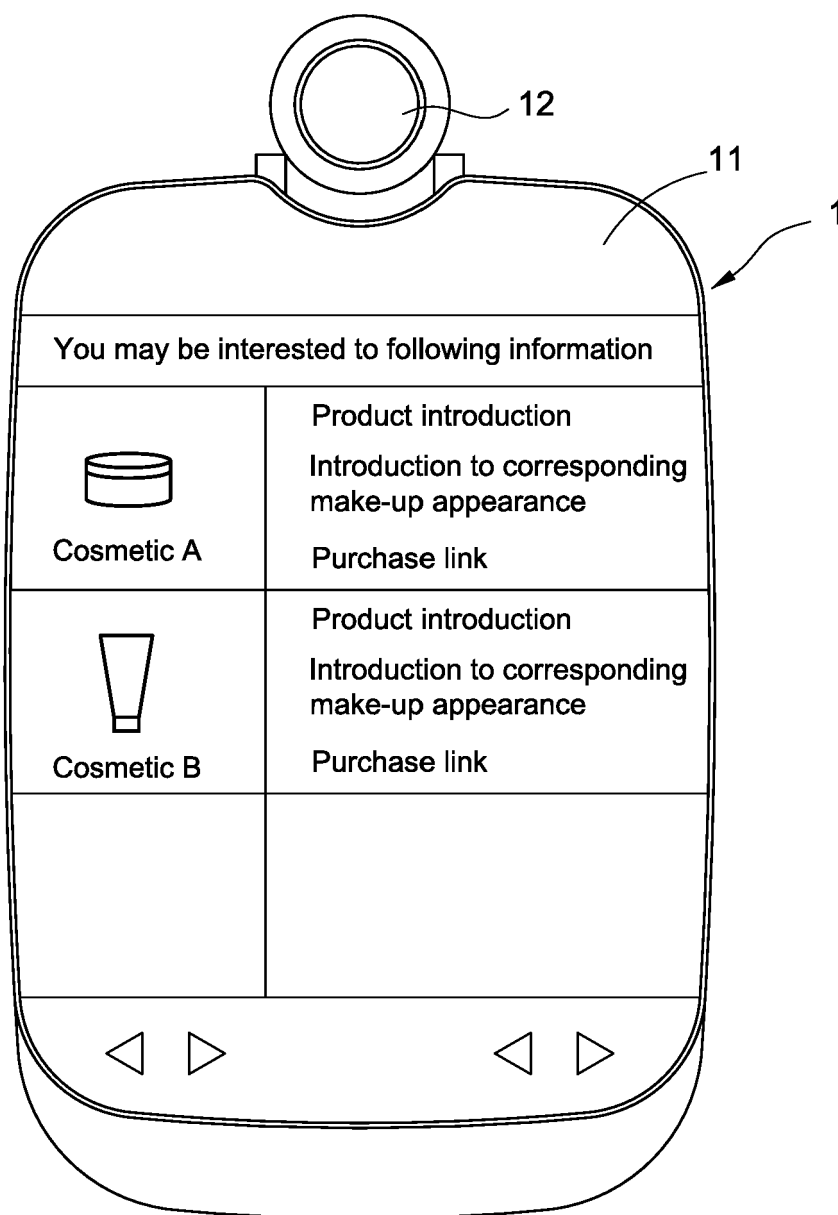 12
11
1
You may be interested to following information
Product introduction
Introduction to corresponding
make-up appearance
Cosmetic A
Purchase link
Product introduction
Introduction to corresponding
make-up appearance
Cosmetic B
Purchase link